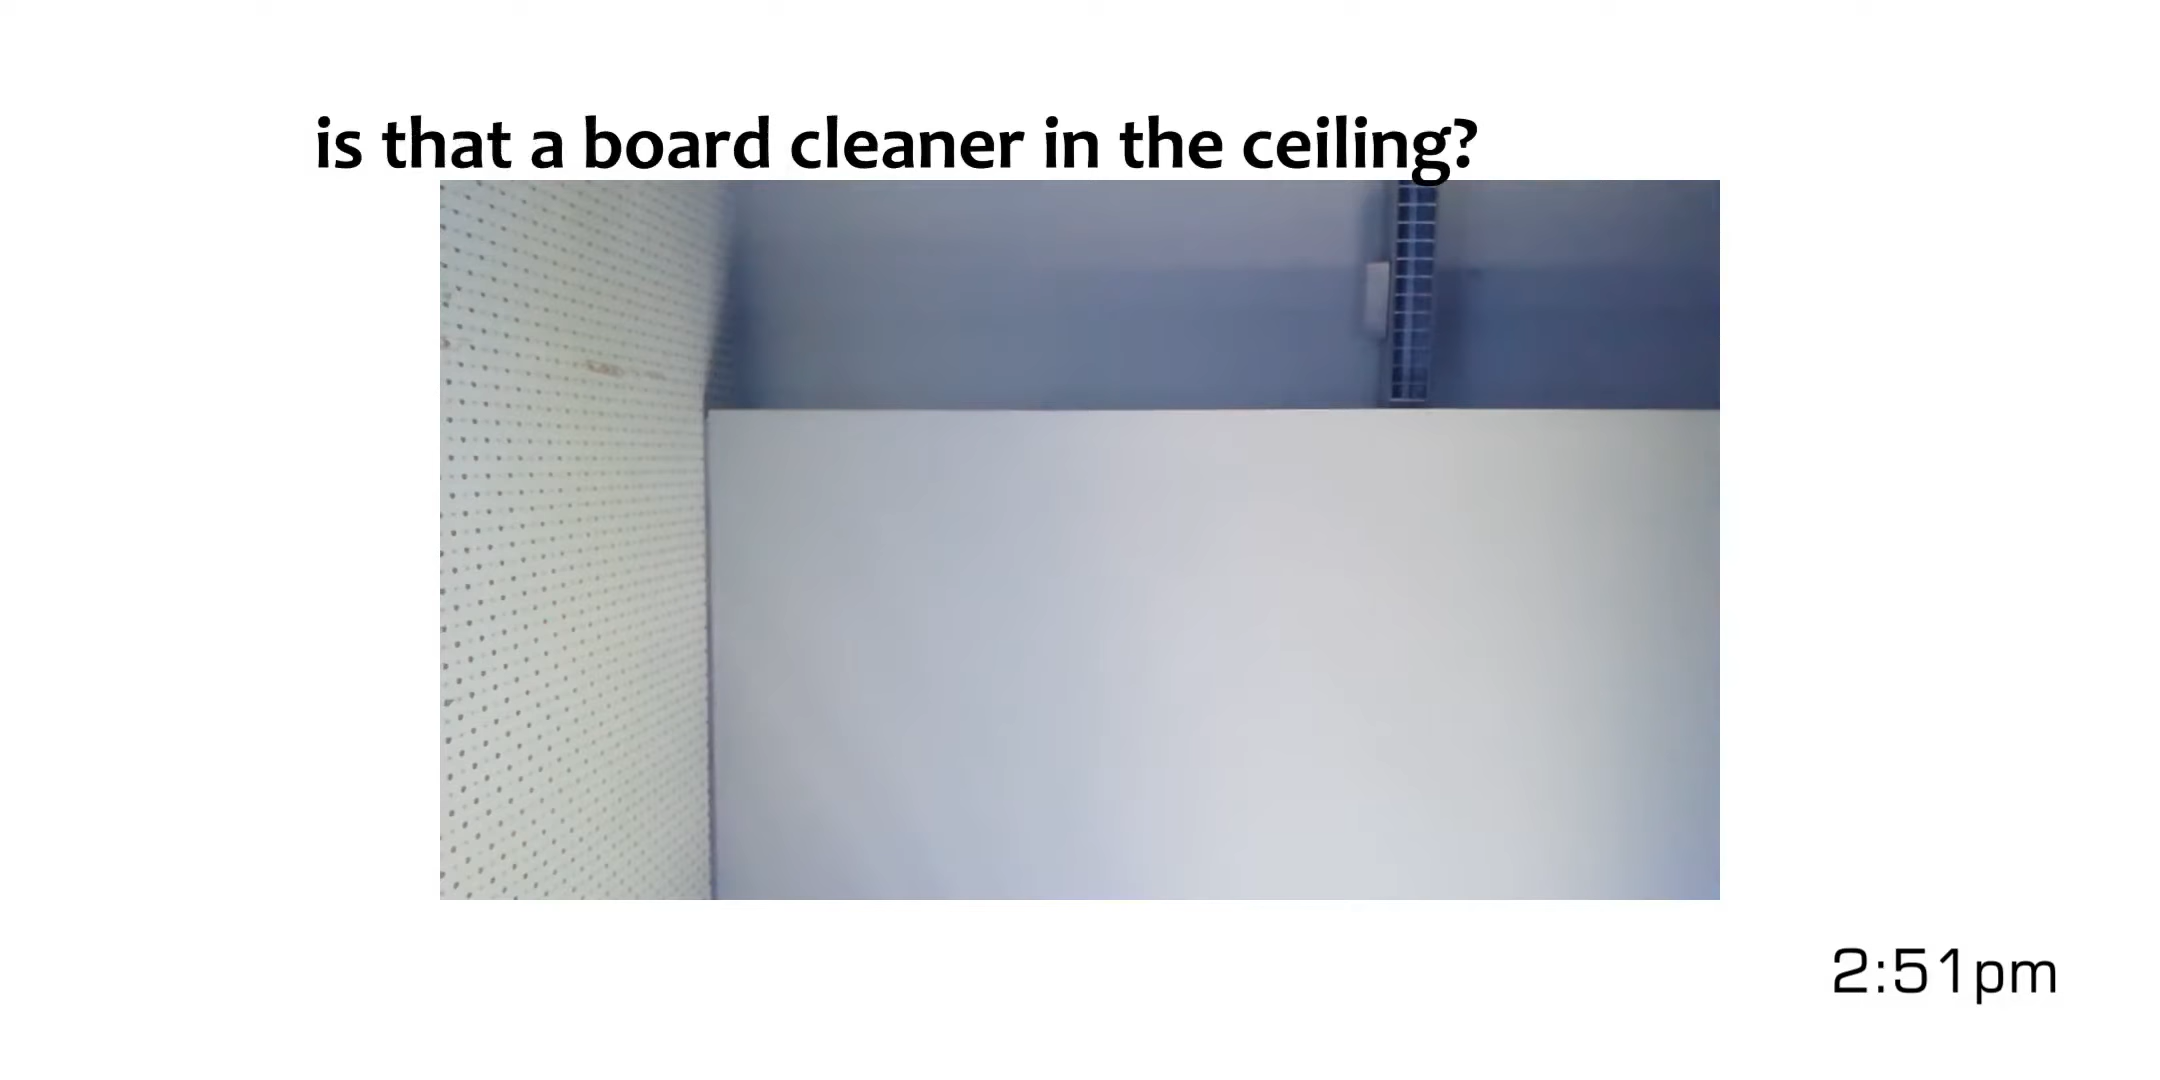 is that a board cleaner in the ceiling?
2:51pm